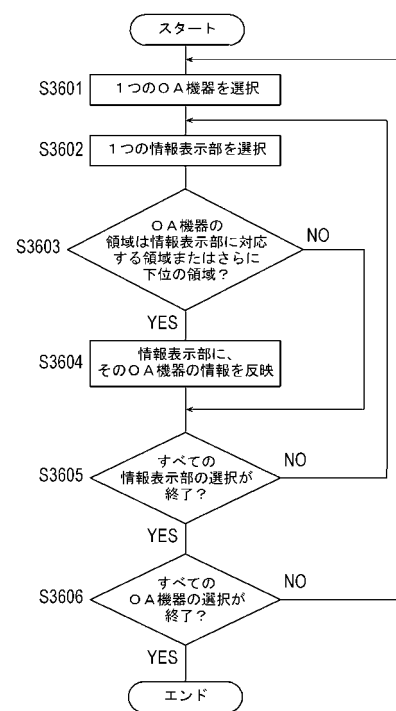 スタート
S3601
１つのＯＡ機器を選択
S3602
１つの情報表示部を選択
S3603
ＯＡ機器の
領域は情報表示部に対応
する領域またはさらに
下位の領域？
NO
YES
S3604
情報表示部に、
そのＯＡ機器の情報を反映
S3605
すべての
情報表示部の選択が
終了？
NO
YES
S3606
すべての
ＯＡ機器の選択が
終了？
NO
YES
エンド